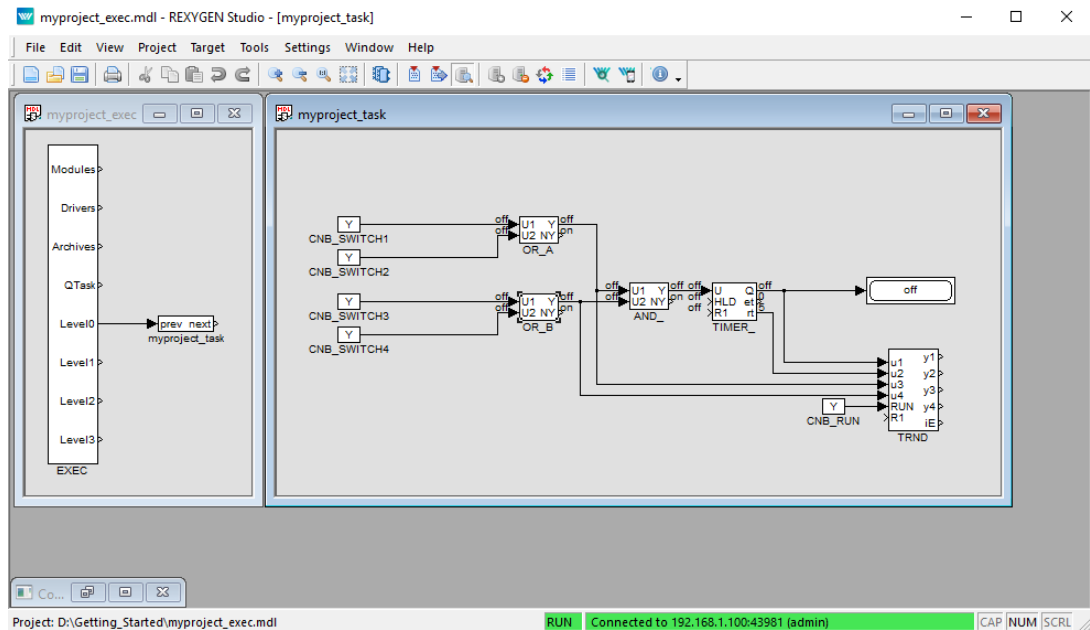 myproject_exec.mdl - REXYGEN Studio - [myproject_task]
File Edit View Project Target Tools Settings Window Help
myproject_exec
Modules
Drivers
Archives
QTask
Level0
prev next
myproject_task
Level1
Level2
Level3
EXEC
myproject_task
Y
CNB_SWITCH1
Y
CNB_SWITCH2
off U1 Y off
off U2 NY on
OR_A
Y
CNB_SWITCH3
Y
CNB_SWITCH4
off U1 Y off
off U2 NY on
OR_B
off U1 Y off
off U2 NY on
AND_
off U Q off
off HLD et 0
off R1 rt 5
TIMER_
off
Y
CNB_RUN
u1 y1
u2 y2
u3 y3
u4
RUN y4
R1 iE
TRND
Co...
Project: D:\Getting_Started\myproject_exec.mdl RUN Connected to 192.168.1.100:43981 (admin) CAP NUM SCRL